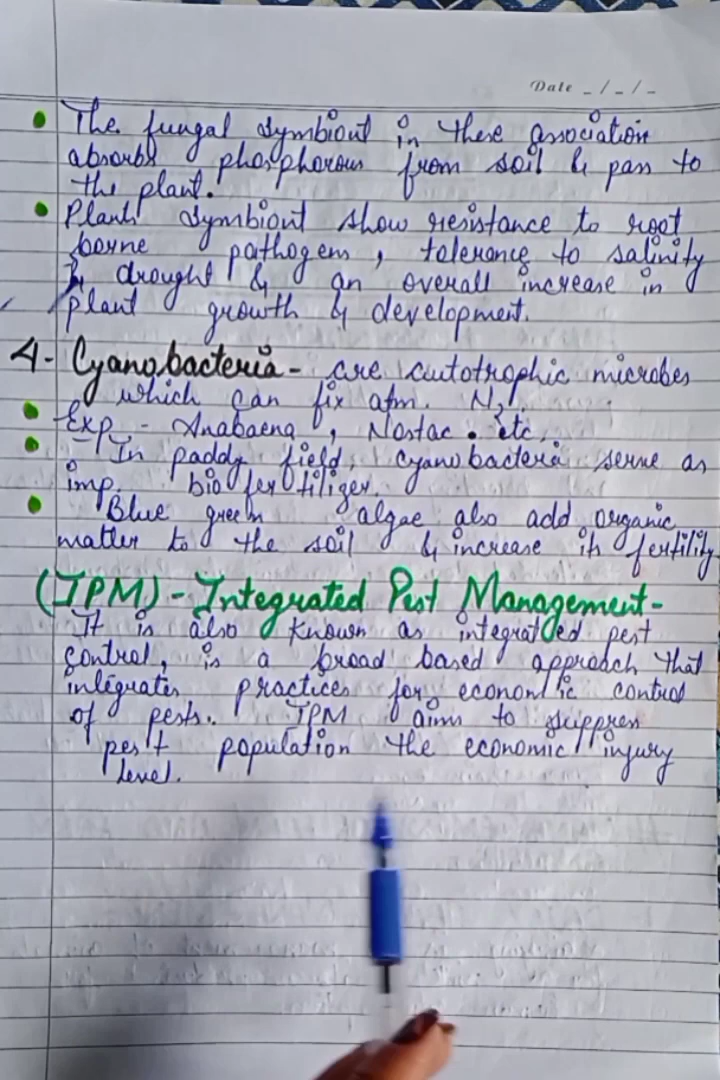 Date _ / _ / _
The fungal symbiont in these association
absorbs phosphorous from soil & pass to
the plant.
Plants symbiont show resistance to root
borne pathogem, tolerance to salinity
& drought & an overall increase in
plant growth & development.
4- Cyanobacteria - are autotrophic microbes
which can fix atm. N2.
Exp - Anabaena, Nostac. etc.
In paddy field, cyanobacteria serve as
imp. biofertilizer.
Blue green algae also add organic
matter to the soil & increase its fertility
(IPM) - Integrated Pest Management-
It is also known as integrated pest
control, is a broad based approach that
integrates practices for economic control
of pests. IPM aims to suppress
pest population the economic injury
level.